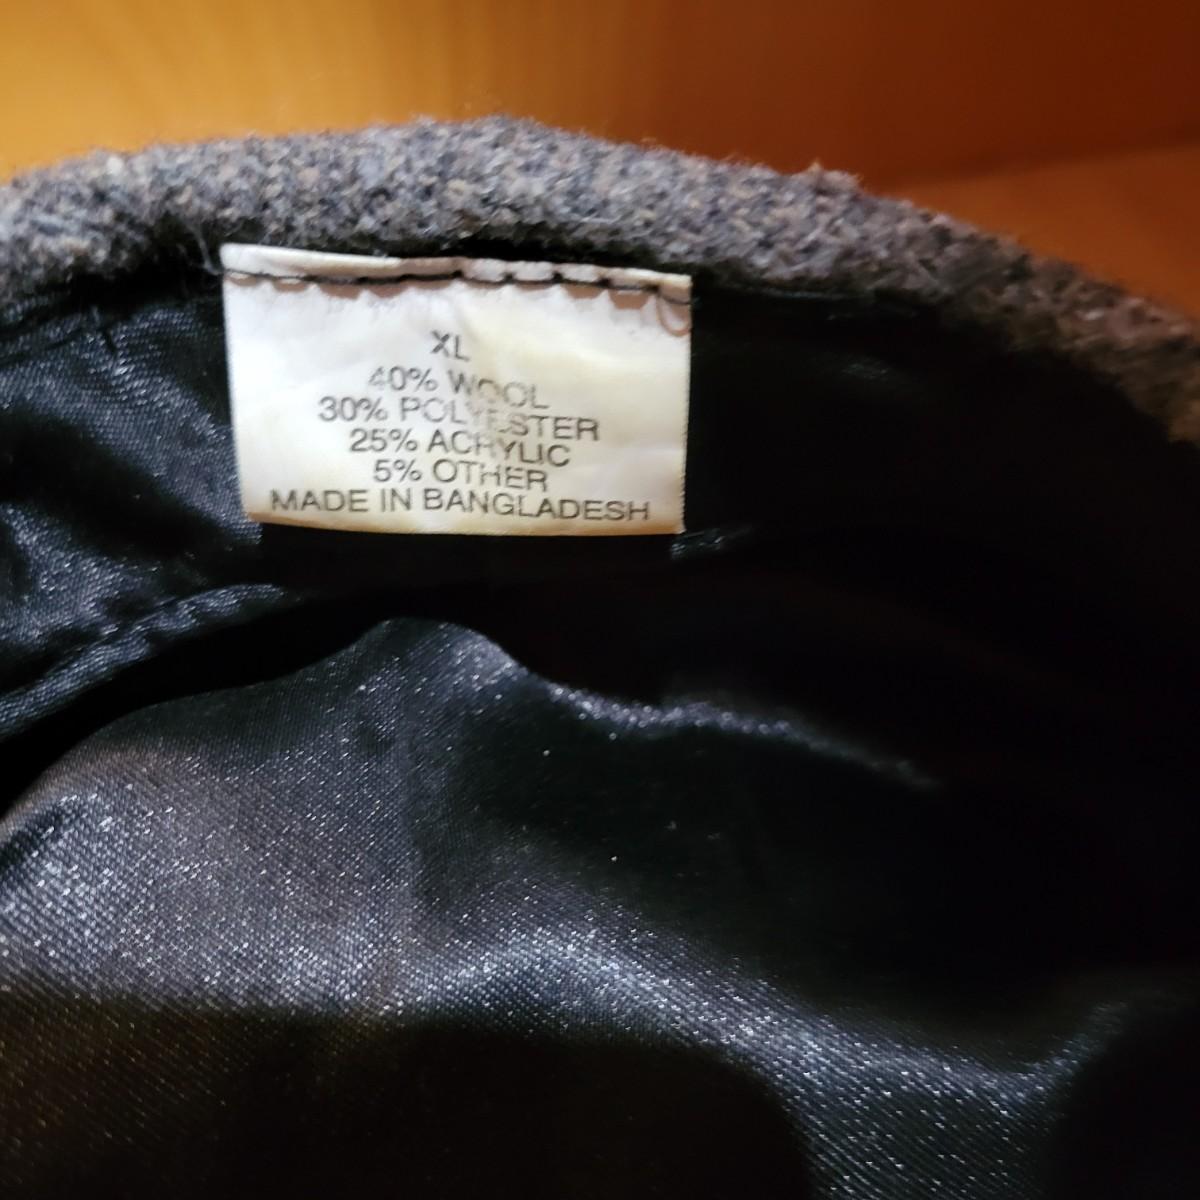 XL
40% WOOL
30% POLYESTER
25% ACRYLIC
5% OTHER
MADE IN BANGLADESH